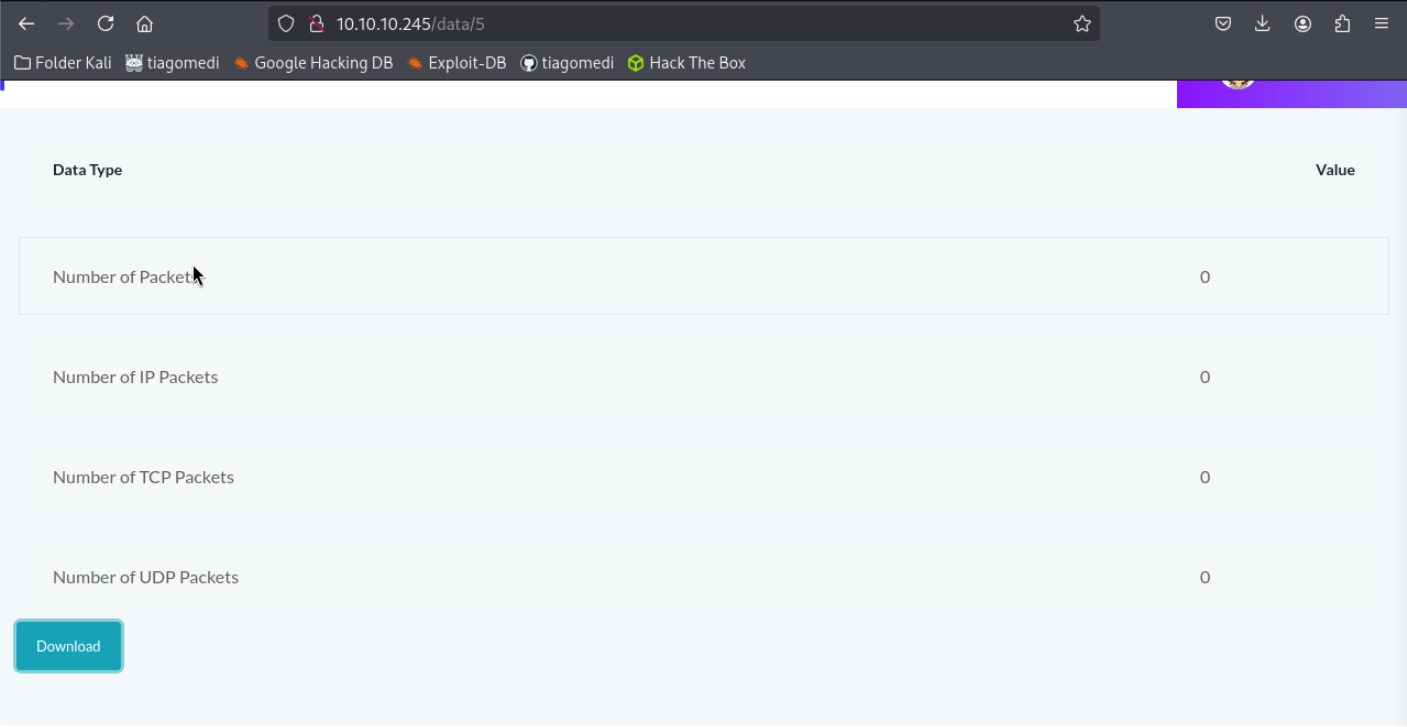 10.10.10.245/data/5
Folder Kali tiagomedi Google Hacking DB Exploit-DB tiagomedi Hack The Box
Data Type Value
Number of Packets 0
Number of IP Packets 0
Number of TCP Packets 0
Number of UDP Packets 0
Download